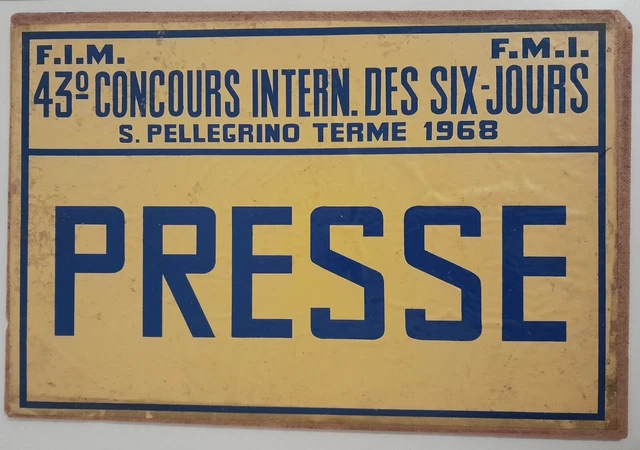 F.I.M. F.M.I.
43º CONCOURS INTERN. DES SIX-JOURS
S. PELLEGRINO TERME 1968
PRESSE